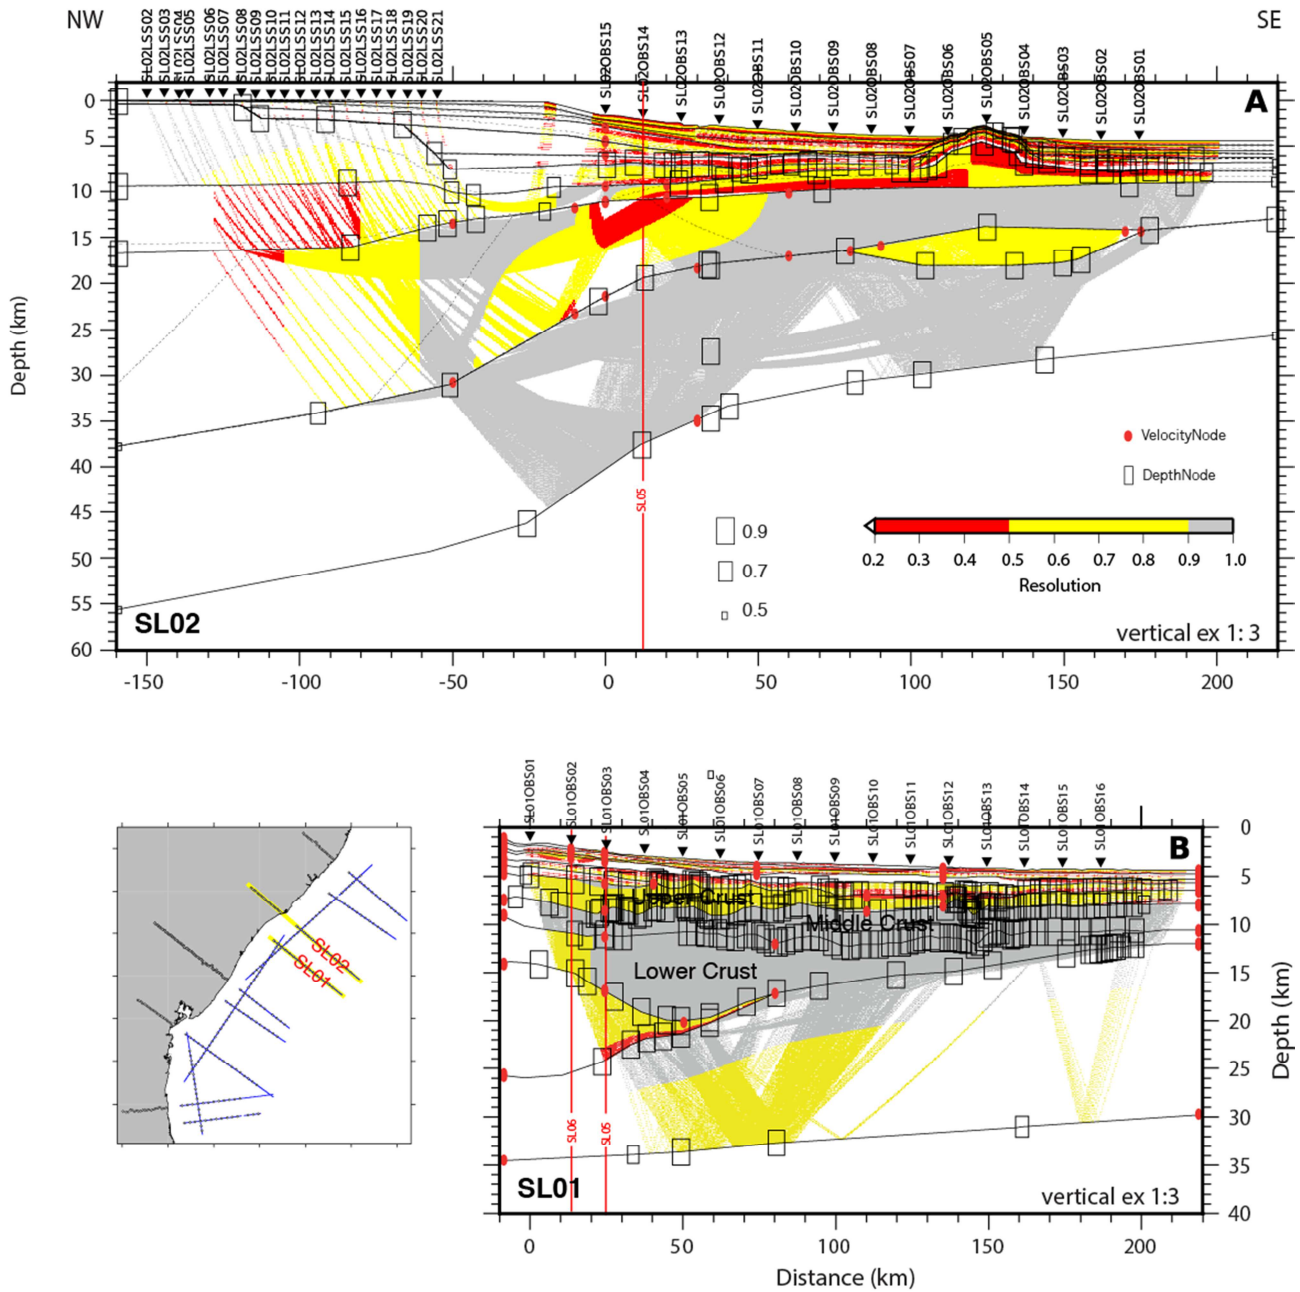 NW
SE
SL02LSS02
SL02LSS03
SL02LSS04
SL02LSS05
SL02LSS06
SL02LSS07
SL02LSS08
SL02LSS09
SL02LSS10
SL02LSS11
SL02LSS12
SL02LSS13
SL02LSS14
SL02LSS15
SL02LSS16
SL02LSS17
SL02LSS18
SL02LSS19
SL02LSS20
SL02LSS21
SL02OBS15
SL02OBS14
SL02OBS13
SL02OBS12
SL02OBS11
SL02OBS10
SL02OBS09
SL02OBS08
SL02OBS07
SL02OBS06
SL02OBS05
SL02OBS04
SL02OBS03
SL02OBS02
SL02OBS01
A
0
5
10
15
20
25
30
35
40
45
50
55
60
Depth (km)
VelocityNode
DepthNode
SL05
0.9
0.7
0.5
0.2 0.3 0.4 0.5 0.6 0.7 0.8 0.9 1.0
Resolution
SL02
vertical ex 1: 3
-150 -100 -50 0 50 100 150 200
SL02
SL01
SL01OBS01
SL01OBS02
SL01OBS03
SL01OBS04
SL01OBS05
SL01OBS06
SL01OBS07
SL01OBS08
SL01OBS09
SL01OBS10
SL01OBS11
SL01OBS12
SL01OBS13
SL01OBS14
SL01OBS15
SL01OBS16
B
Upper Crust
Middle Crust
Lower Crust
SL06
SL05
0
5
10
15
20
25
30
35
40
Depth (km)
SL01
vertical ex 1:3
0 50 100 150 200
Distance (km)